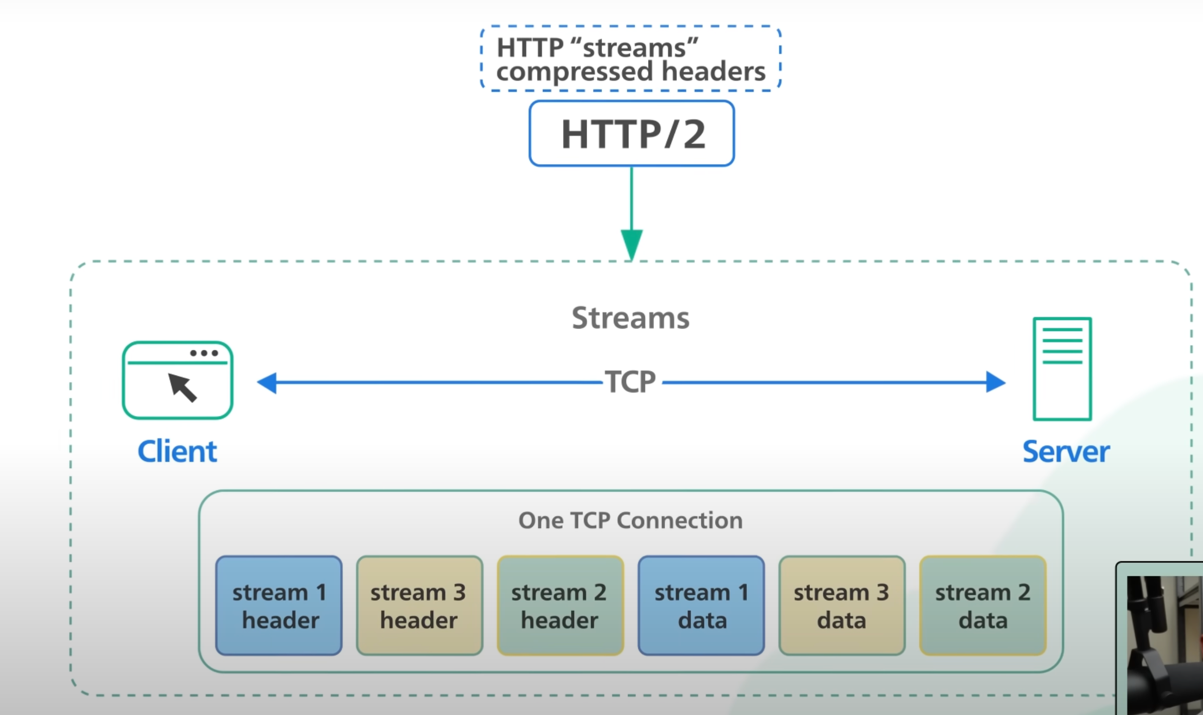 HTTP “streams”
compressed headers
HTTP/2
Streams
TCP
Client
Server
One TCP Connection
stream 1
header
stream 3
header
stream 2
header
stream 1
data
stream 3
data
stream 2
data